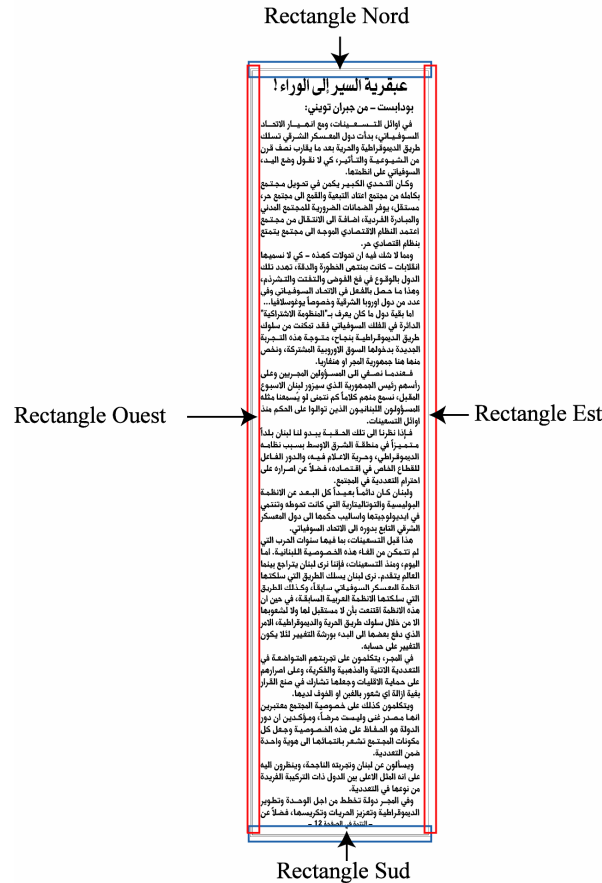 Rectangle Nord
عبقرية السير إلى الوراء !
بودابست - من جبران تويني:
في اوائل التسعينات، ومع انهيار الاتحاد
السوفياتي، بدأت دول المعسكر الشرقي تسلك
طريق الديموقراطية والحرية بعد ما يقارب نصف قرن
من الشيوعية والتأثير، كي لا نقول وضع اليد،
السوفياتي على انظمتها.
وكان التحدي الكبير يكمن في تحويل مجتمع
بكامله من مجتمع اعتاد التبعية والقمع الى مجتمع حر،
مستقل، يوفر الضمانات الضرورية للمجتمع المدني
والمبادرة الفردية، اضافة الى الانتقال من مجتمع
اعتمد النظام الاقتصادي الموجه الى مجتمع يتمتع
بنظام اقتصادي حر.
ومما لا شك فيه ان تحولات كهذه - كي لا نسميها
انقلابات - كانت بمنتهى الخطورة والدقة، تهدد تلك
الدول بالوقوع في فخ الفوضى والتفتت والتشرذم،
وهذا ما حصل بالفعل في الاتحاد السوفياتي وفي
عدد من دول اوروبا الشرقية وخصوصاً يوغوسلافيا...
اما بقية دول ما كان يعرف بـ"المنظومة الاشتراكية"
الدائرة في الفلك السوفياتي فقد تمكنت من سلوك
طريق الديموقراطية بنجاح، متوجة هذه التجربة
الجديدة بدخولها السوق الاوروبية المشتركة، ونخص
منها هنا جمهورية المجر او هنغاريا.
فعندما نصغي الى المسؤولين المجريين وعلى
رأسهم رئيس الجمهورية الذي سيزور لبنان الاسبوع
المقبل، نسمع منهم كلاماً كم نتمنى لو يُسمعنا مثله
المسؤولون اللبنانيون الذين توالوا على الحكم منذ
اوائل التسعينات.
فإذا نظرنا الى تلك الحقبة يبدو لنا لبنان بلداً
متميزاً في منطقة الشرق الاوسط بسبب نظامه
الديموقراطي، وحرية الاعلام فيه، والدور الفاعل
للقطاع الخاص في اقتصاده، فضلاً عن اصراره على
احترام التعددية في المجتمع.
ولبنان كان دائماً بعيداً كل البعد عن الانظمة
البوليسية والتوتاليتارية التي كانت تحوطه وتنتمي
في ايديولوجيتها واساليب حكمها الى دول المعسكر
الشرقي التابع بدوره الى الاتحاد السوفياتي.
هذا قبل التسعينات، بما فيها سنوات الحرب التي
لم تتمكن من الغاء هذه الخصوصية اللبنانية. اما
اليوم، ومنذ التسعينات، فإننا نرى لبنان يتراجع بينما
العالم يتقدم. نرى لبنان يسلك الطريق التي سلكتها
انظمة المعسكر السوفياتي سابقاً، وكذلك الطريق
التي سلكتها الانظمة العربية السابقة، في حين ان
هذه الانظمة اقتنعت بأن لا مستقبل لها ولا لشعوبها
الا من خلال سلوك طريق الحرية والديموقراطية، الامر
الذي دفع بعضها الى البدء بورشة التغيير لئلا يكون
التغيير على حسابه.
في المجر، يتكلمون على تجربتهم المتواضعة في
التعددية الاثنية والمذهبية والفكرية، وعلى اصرارهم
على حماية الاقليات وجعلها تشارك في صنع القرار
بغية ازالة اي شعور بالغبن او الخوف لديها.
ويتكلمون كذلك على خصوصية المجتمع معتبرين
انها مصدر غنى وليست مرضاً، ومؤكدين ان دور
الدولة هو الحفاظ على هذه الخصوصية وجعل كل
مكونات المجتمع تشعر بانتمائها الى هوية واحدة
ضمن التعددية.
ويسألون عن لبنان وتجربته الناجحة، وينظرون اليه
على انه المثل الاعلى بين الدول ذات التركيبة الفريدة
من نوعها في التعددية.
وفي المجر دولة تخطط من اجل الوحدة وتطوير
الديموقراطية وتعزيز الحريات وتكريسها، فضلاً عن
- التتمة في الصفحة 12 -
Rectangle Ouest
Rectangle Est
Rectangle Sud